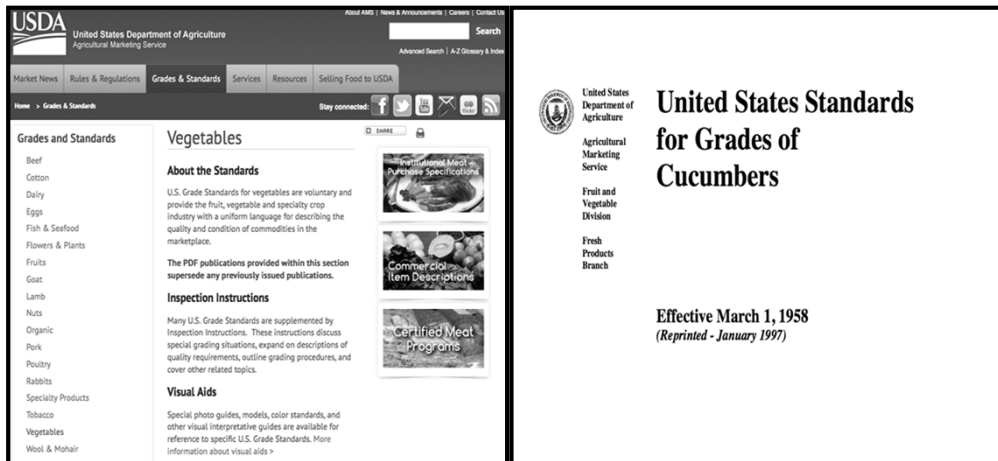 USDA
United States Department of Agriculture
Agricultural Marketing Service
About AMS | News & Announcements | Careers | Contact Us
Search
Advanced Search | A-Z Glossary & Index
Market News
Rules & Regulations
Grades & Standards
Services
Resources
Selling Food to USDA
Home > Grades & Standards
Stay connected:
Grades and Standards
Beef
Cotton
Dairy
Eggs
Fish & Seafood
Flowers & Plants
Fruits
Goat
Lamb
Nuts
Organic
Pork
Poultry
Rabbits
Specialty Products
Tobacco
Vegetables
Wool & Mohair
Vegetables
SHARE
About the Standards
U.S. Grade Standards for vegetables are voluntary and
provide the fruit, vegetable and specialty crop
industry with a uniform language for describing the
quality and condition of commodities in the
marketplace.
The PDF publications provided within this section
supersede any previously issued publications.
Inspection Instructions
Many U.S. Grade Standards are supplemented by
Inspection Instructions. These instructions discuss
special grading situations, expand on descriptions of
quality requirements, outline grading procedures, and
cover other related topics.
Visual Aids
Special photo guides, models, color standards, and
other visual interpretive guides are available for
reference to specific U.S. Grade Standards. More
information about visual aids >
Institutional Meat
Purchase Specifications
Commercial
Item Descriptions
Certified Meat
Programs
United States
Department of
Agriculture
Agricultural
Marketing
Service
Fruit and
Vegetable
Division
Fresh
Products
Branch
United States Standards
for Grades of
Cucumbers
Effective March 1, 1958
(Reprinted - January 1997)